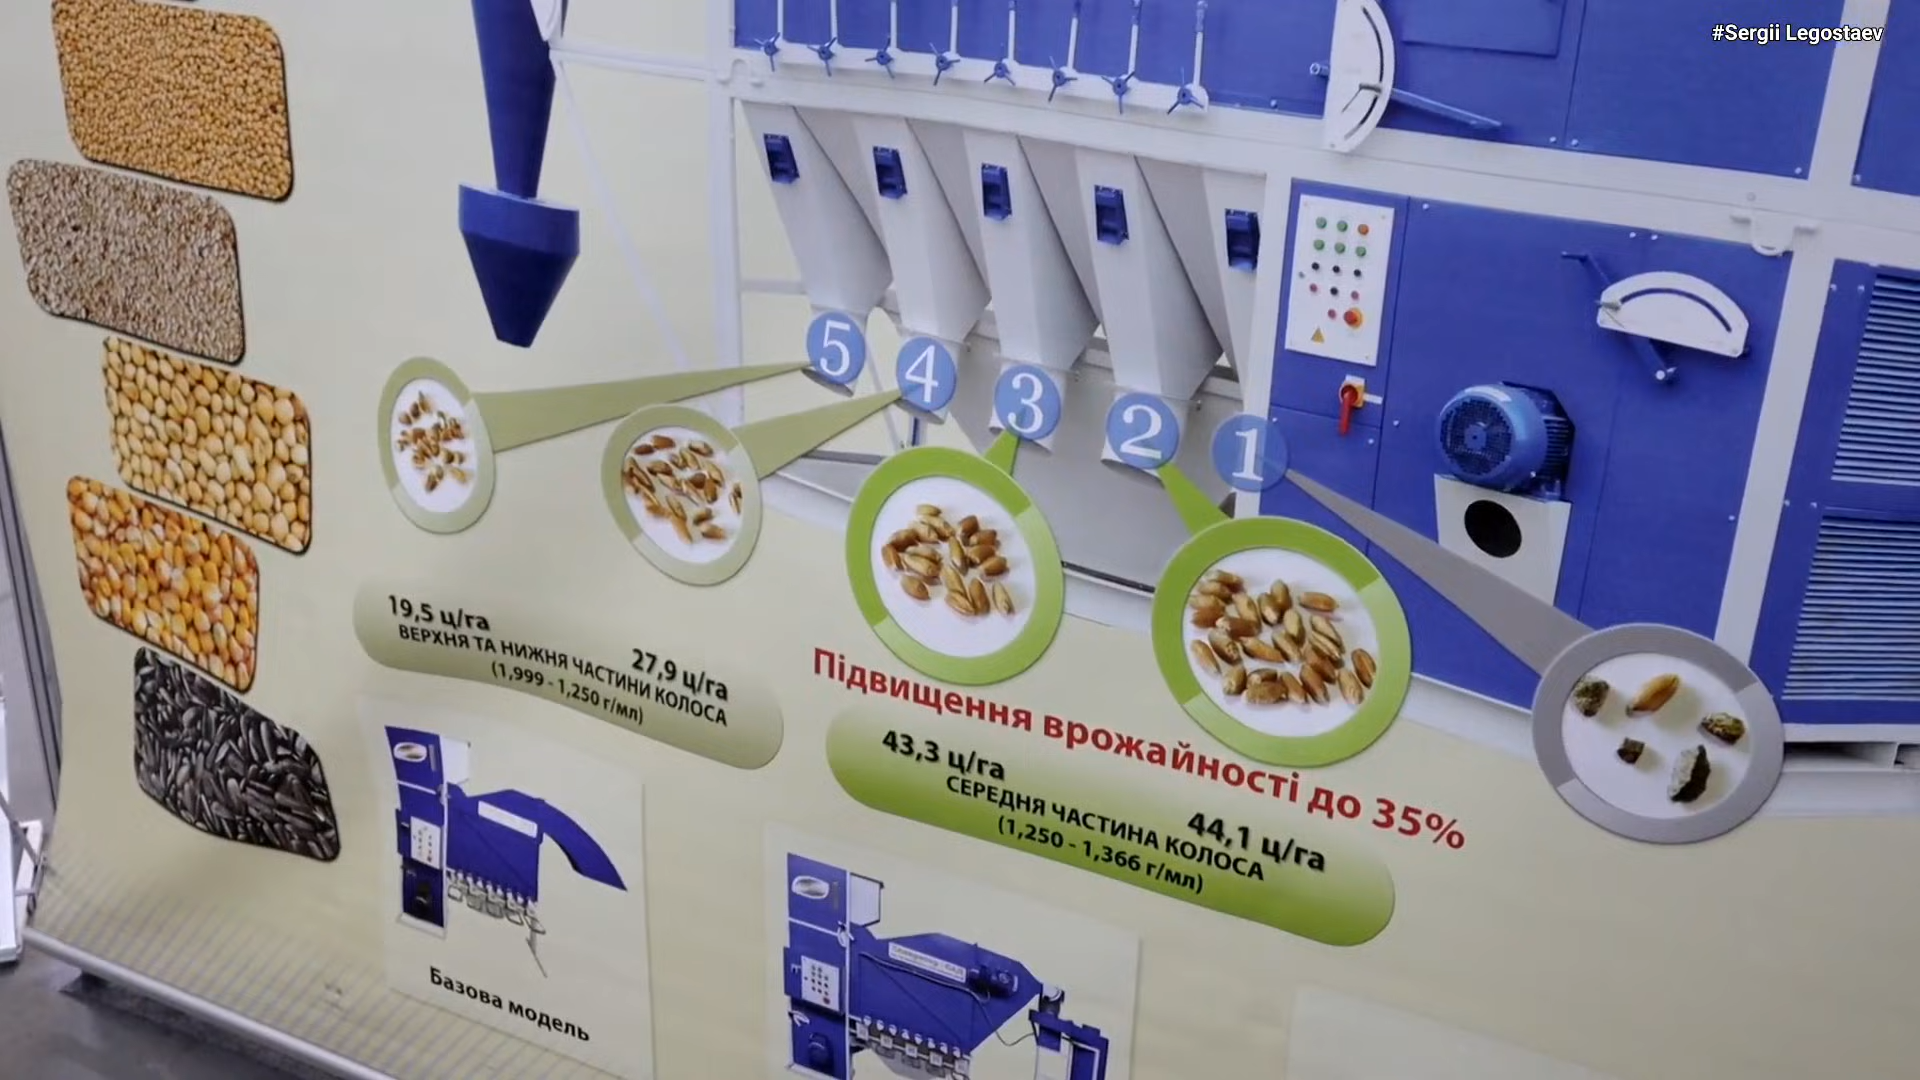 #Sergii Legostaev
5
4
3
2
1
19,5 ц/га
27,9 ц/га
ВЕРХНЯ ТА НИЖНЯ ЧАСТИНИ КОЛОСА
(1,999 - 1,250 г/мл)
Підвищення врожайності до 35%
43,3 ц/га
44,1 ц/га
СЕРЕДНЯ ЧАСТИНА КОЛОСА
(1,250 - 1,366 г/мл)
Базова модель